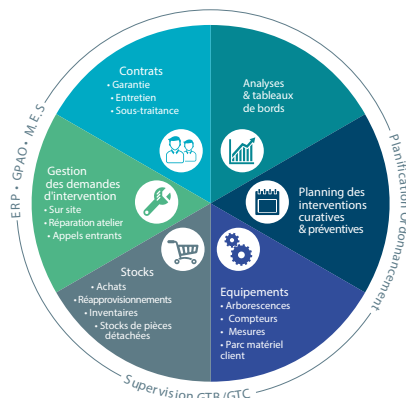 Contrats
• Garantie
• Entretien
• Sous-traitance
Analyses
& tableaux
de bords
Planning des
interventions
curatives
& préventives
Equipements
• Arborescences
• Compteurs
• Mesures
• Parc matériel
client
Stocks
• Achats
• Réapprovisionnements
• Inventaires
• Stocks de pièces
détachées
Gestion
des demandes
d'intervention
• Sur site
• Réparation atelier
• Appels entrants
ERP • GPAO • M.E.S
Planification Ordonnancement
Supervision GTB/GTC